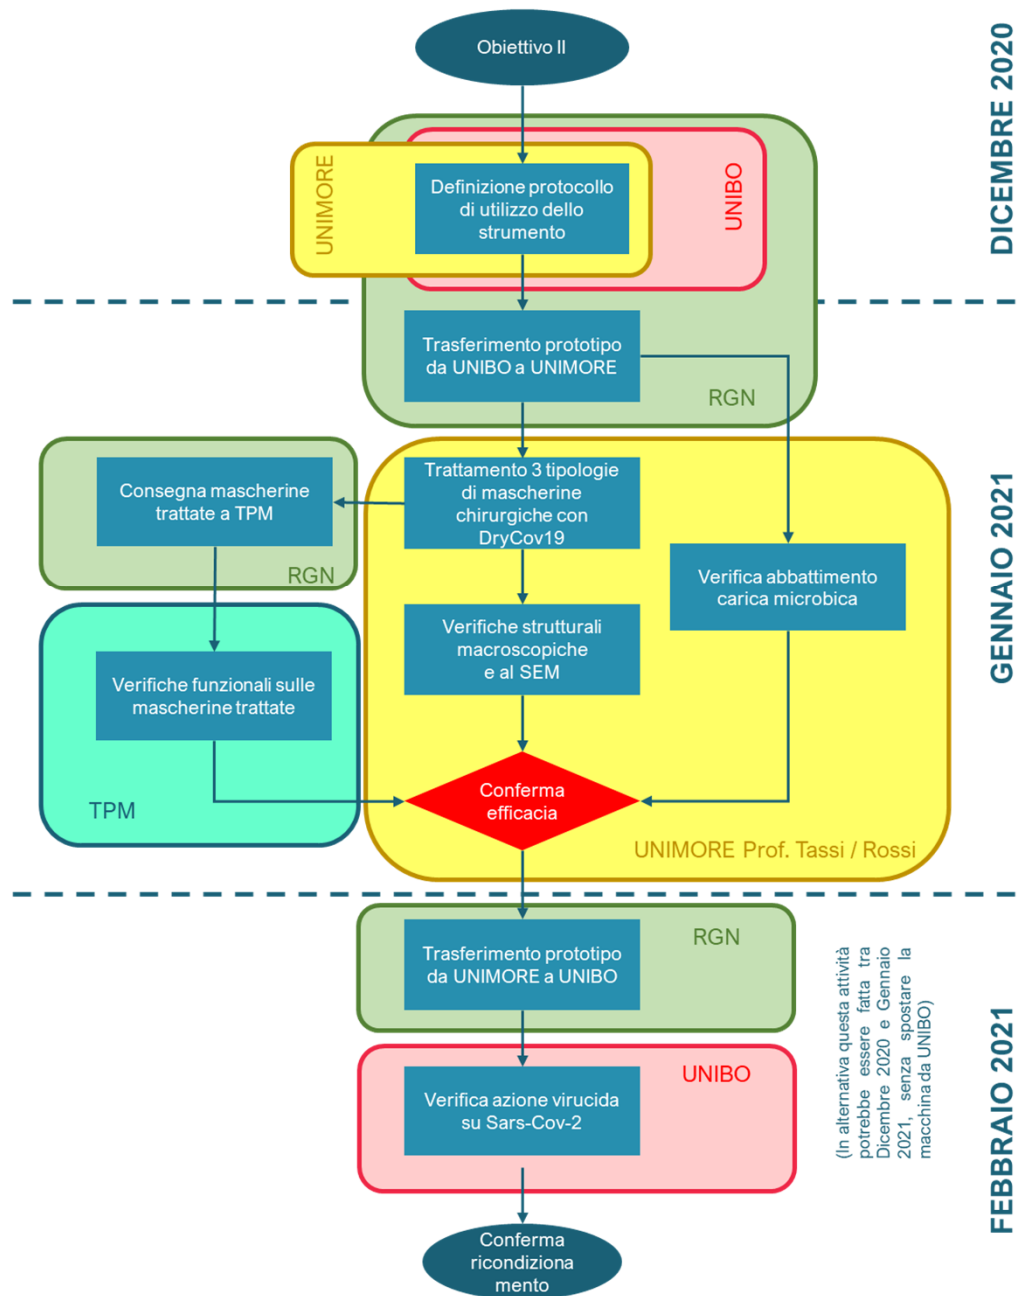 Obiettivo II
DICEMBRE 2020
UNIMORE
UNIBO
Definizione protocollo
di utilizzo dello
strumento
Trasferimento prototipo
da UNIBO a UNIMORE
RGN
GENNAIO 2021
Consegna mascherine
trattate a TPM
RGN
Trattamento 3 tipologie
di mascherine
chirurgiche con
DryCov19
Verifica abbattimento
carica microbica
Verifiche strutturali
macroscopiche
e al SEM
Verifiche funzionali sulle
mascherine trattate
TPM
Conferma
efficacia
UNIMORE Prof. Tassi / Rossi
FEBBRAIO 2021
RGN
Trasferimento prototipo
da UNIMORE a UNIBO
UNIBO
Verifica azione virucida
su Sars-Cov-2
(In alternativa questa attività
potrebbe essere fatta tra
Dicembre 2020 e Gennaio
2021, senza spostare la
macchina da UNIBO)
Conferma
ricondiziona
mento